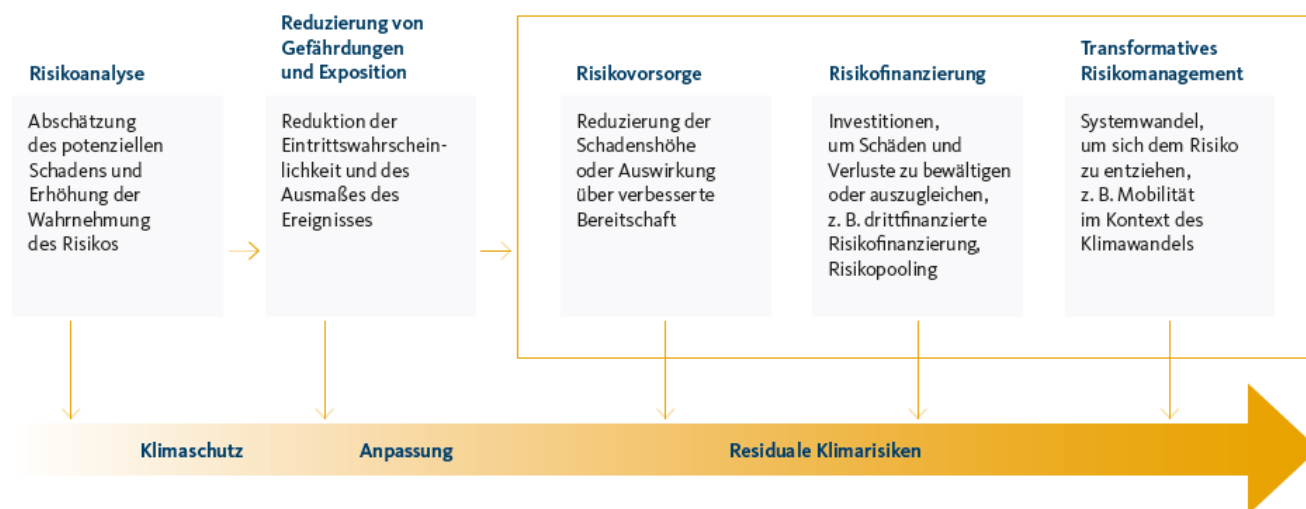 Risikoanalyse
Abschätzung
des potenziellen
Schadens und
Erhöhung der
Wahrnehmung
des Risikos
Reduzierung von
Gefährdungen
und Exposition
Reduktion der
Eintrittswahrschein-
lichkeit und des
Ausmaßes des
Ereignisses
Risikovorsorge
Reduzierung der
Schadenshöhe
oder Auswirkung
über verbesserte
Bereitschaft
Risikofinanzierung
Investitionen,
um Schäden und
Verluste zu bewältigen
oder auszugleichen,
z. B. drittfinanzierte
Risikofinanzierung,
Risikopooling
Transformatives
Risikomanagement
Systemwandel,
um sich dem Risiko
zu entziehen,
z. B. Mobilität
im Kontext des
Klimawandels
Klimaschutz
Anpassung
Residuale Klimarisiken